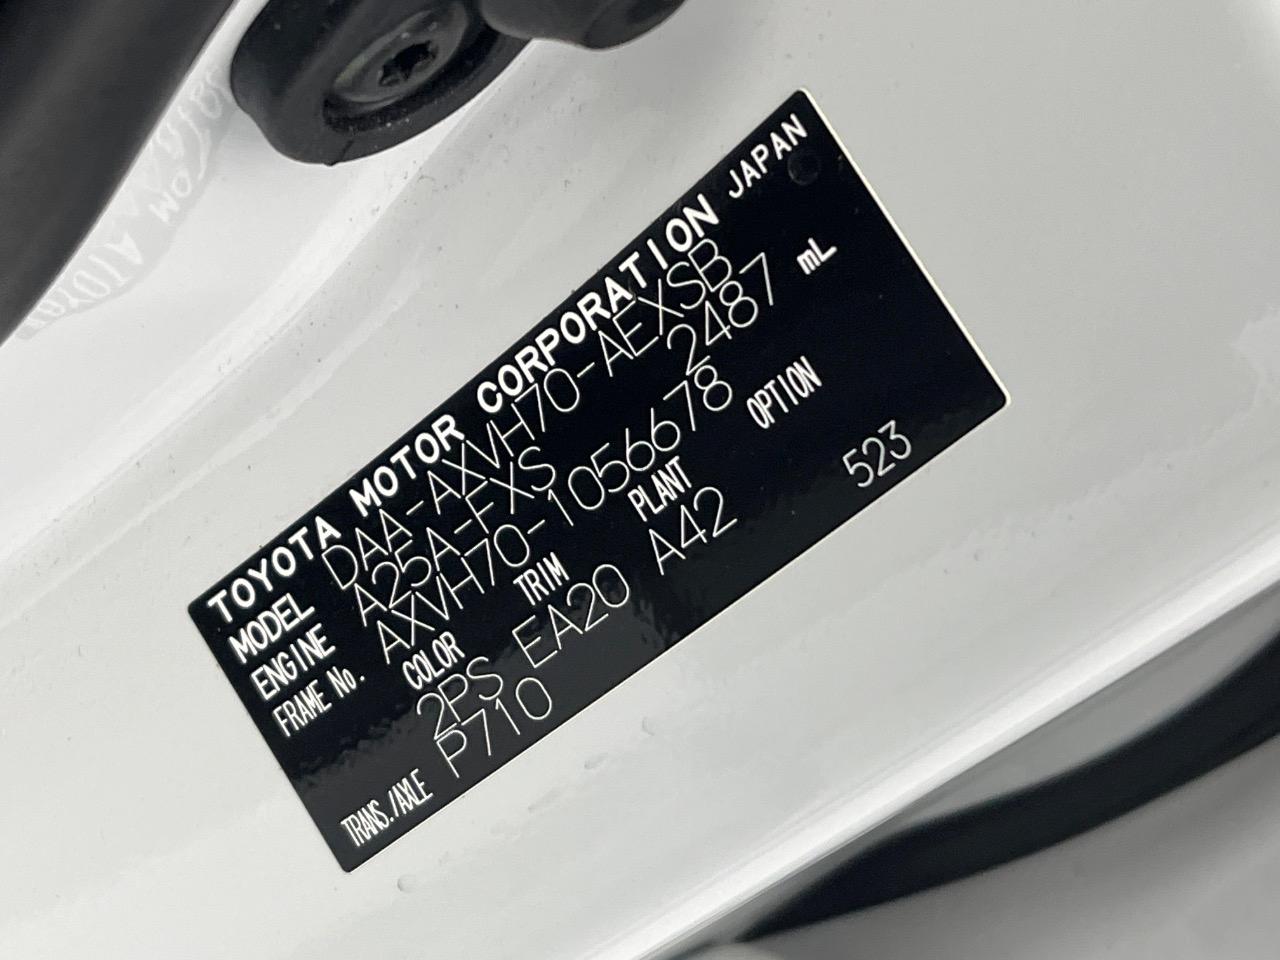 TOYOTA MOTOR CORPORATION JAPAN
MODEL DAA-AXVH70-AEXSB
ENGINE A25A-FXS 2487 mL
FRAME No. AXVH70-1056678
COLOR TRIM PLANT OPTION
2PS EA20 A42 523
TRANS./AXLE P710